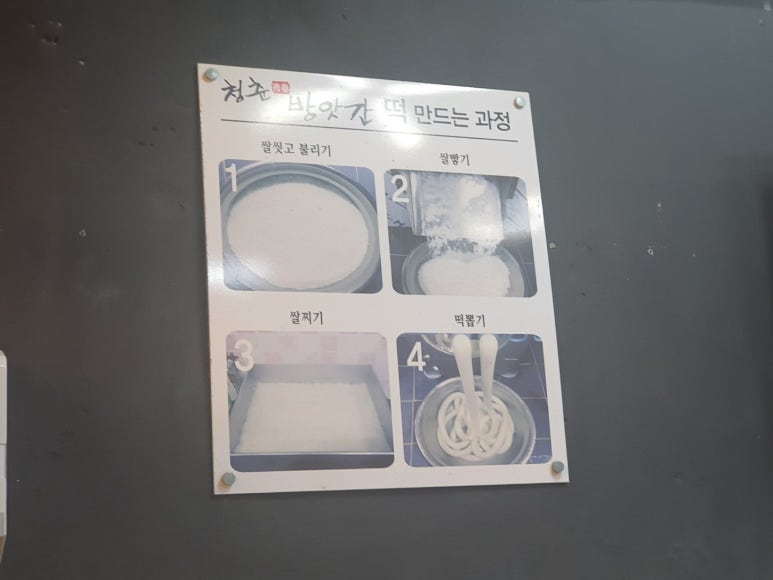 청춘 방앗간 떡 만드는 과정
쌀씻고 불리기
쌀빻기
1
2
쌀찌기
떡뽑기
3
4